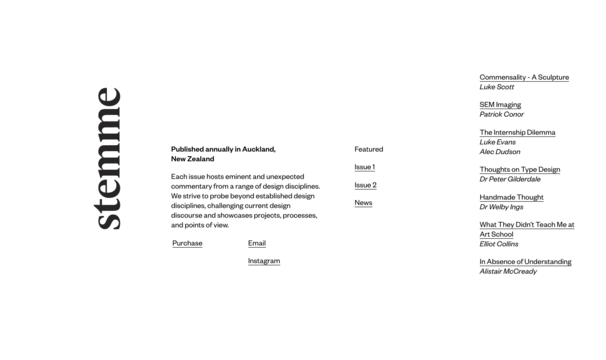 stemme
Published annually in Auckland,
New Zealand
Each issue hosts eminent and unexpected
commentary from a range of design disciplines.
We strive to probe beyond established design
disciplines, challenging current design
discourse and showcases projects, processes,
and points of view.
Purchase
Email
Instagram
Featured
Issue 1
Issue 2
News
Commensality - A Sculpture
Luke Scott
SEM Imaging
Patrick Conor
The Internship Dilemma
Luke Evans
Alec Dudson
Thoughts on Type Design
Dr Peter Gilderdale
Handmade Thought
Dr Welby Ings
What They Didn't Teach Me at
Art School
Elliot Collins
In Absence of Understanding
Alistair McCready